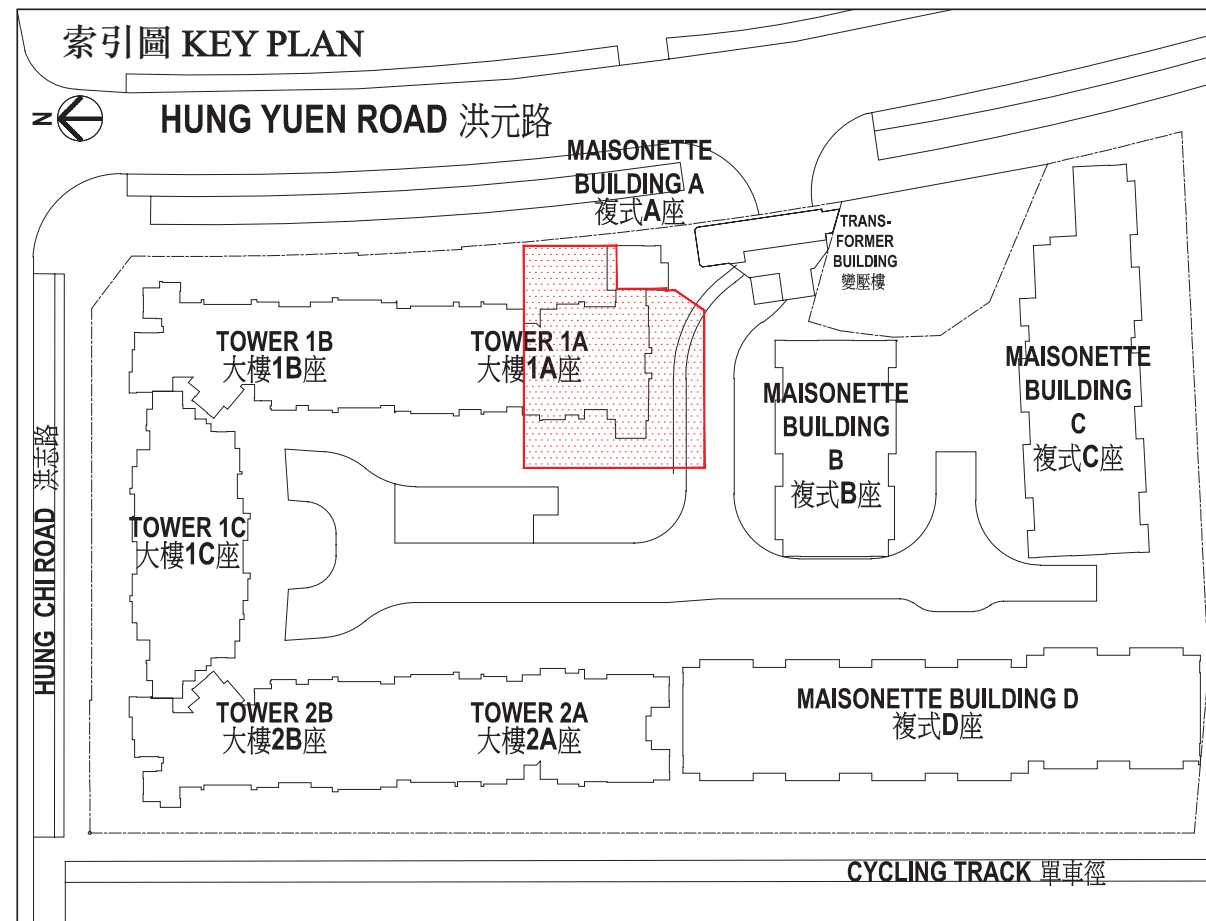 索引圖 KEY PLAN
N
HUNG YUEN ROAD 洪元路
MAISONETTE
BUILDING A
複式A座
TRANS-
FORMER
BUILDING
變壓樓
TOWER 1B
大樓1B座
TOWER 1A
大樓1A座
MAISONETTE
BUILDING
B
複式B座
MAISONETTE
BUILDING
C
複式C座
HUNG CHI ROAD 洪志路
TOWER 1C
大樓1C座
TOWER 2B
大樓2B座
TOWER 2A
大樓2A座
MAISONETTE BUILDING D
複式D座
CYCLING TRACK 單車徑